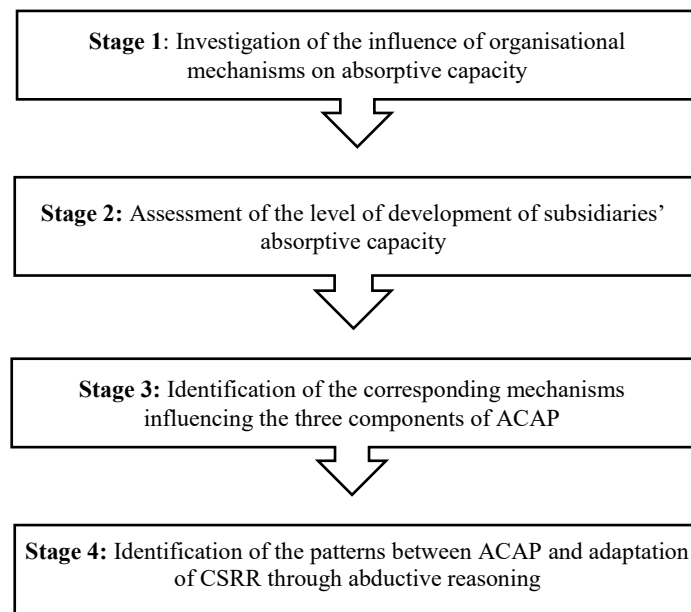 Stage 1: Investigation of the influence of organisational
mechanisms on absorptive capacity
Stage 2: Assessment of the level of development of subsidiaries’
absorptive capacity
Stage 3: Identification of the corresponding mechanisms
influencing the three components of ACAP
Stage 4: Identification of the patterns between ACAP and adaptation
of CSRR through abductive reasoning